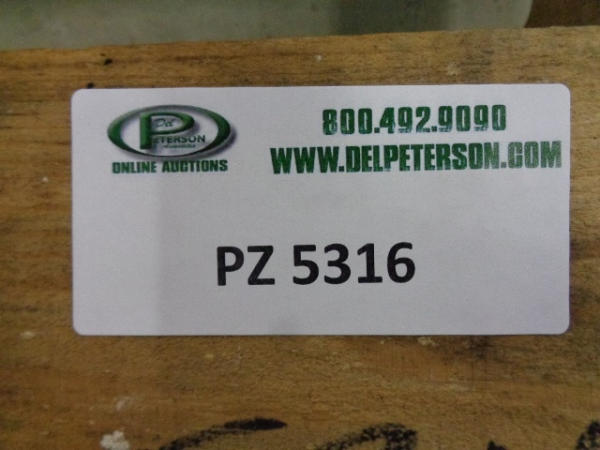 Del
PETERSON
ONLINE AUCTIONS
800.492.9090
WWW.DELPETERSON.COM
PZ 5316